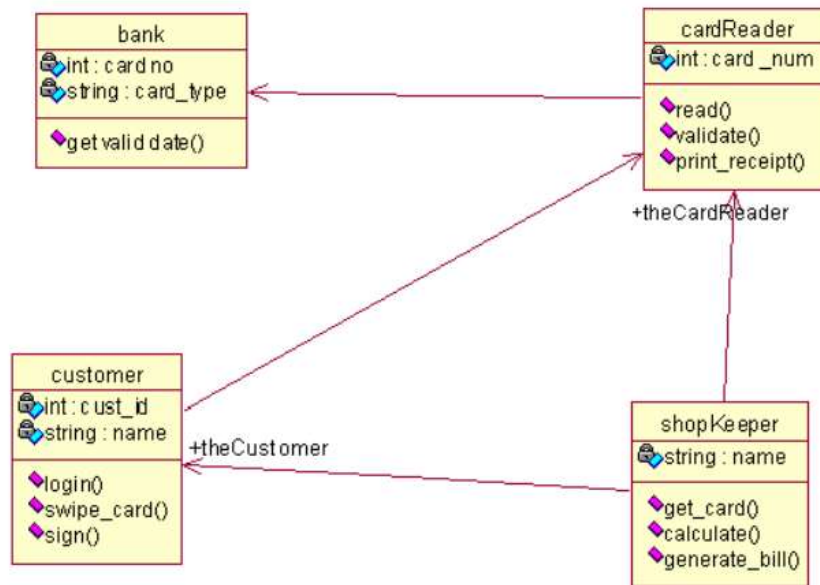 bank
int : card no
string : card_type
get valid date()
cardReader
int : card _num
read()
validate()
print_receipt()
+theCardReader
customer
int : cust_id
string : name
login()
swipe_card()
sign()
+theCustomer
shopKeeper
string : name
get_card()
calculate()
generate_bill()